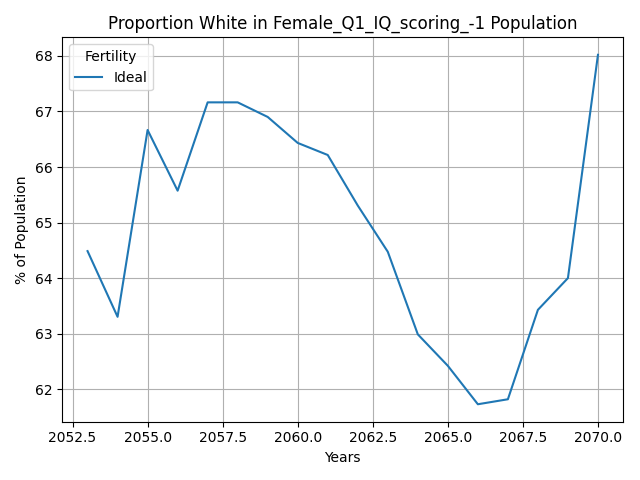 Proportion White in Female_Q1_IQ_scoring_-1 Population
Fertility
Ideal
% of Population
68
67
66
65
64
63
62
2052.5 2055.0 2057.5 2060.0 2062.5 2065.0 2067.5 2070.0
Years